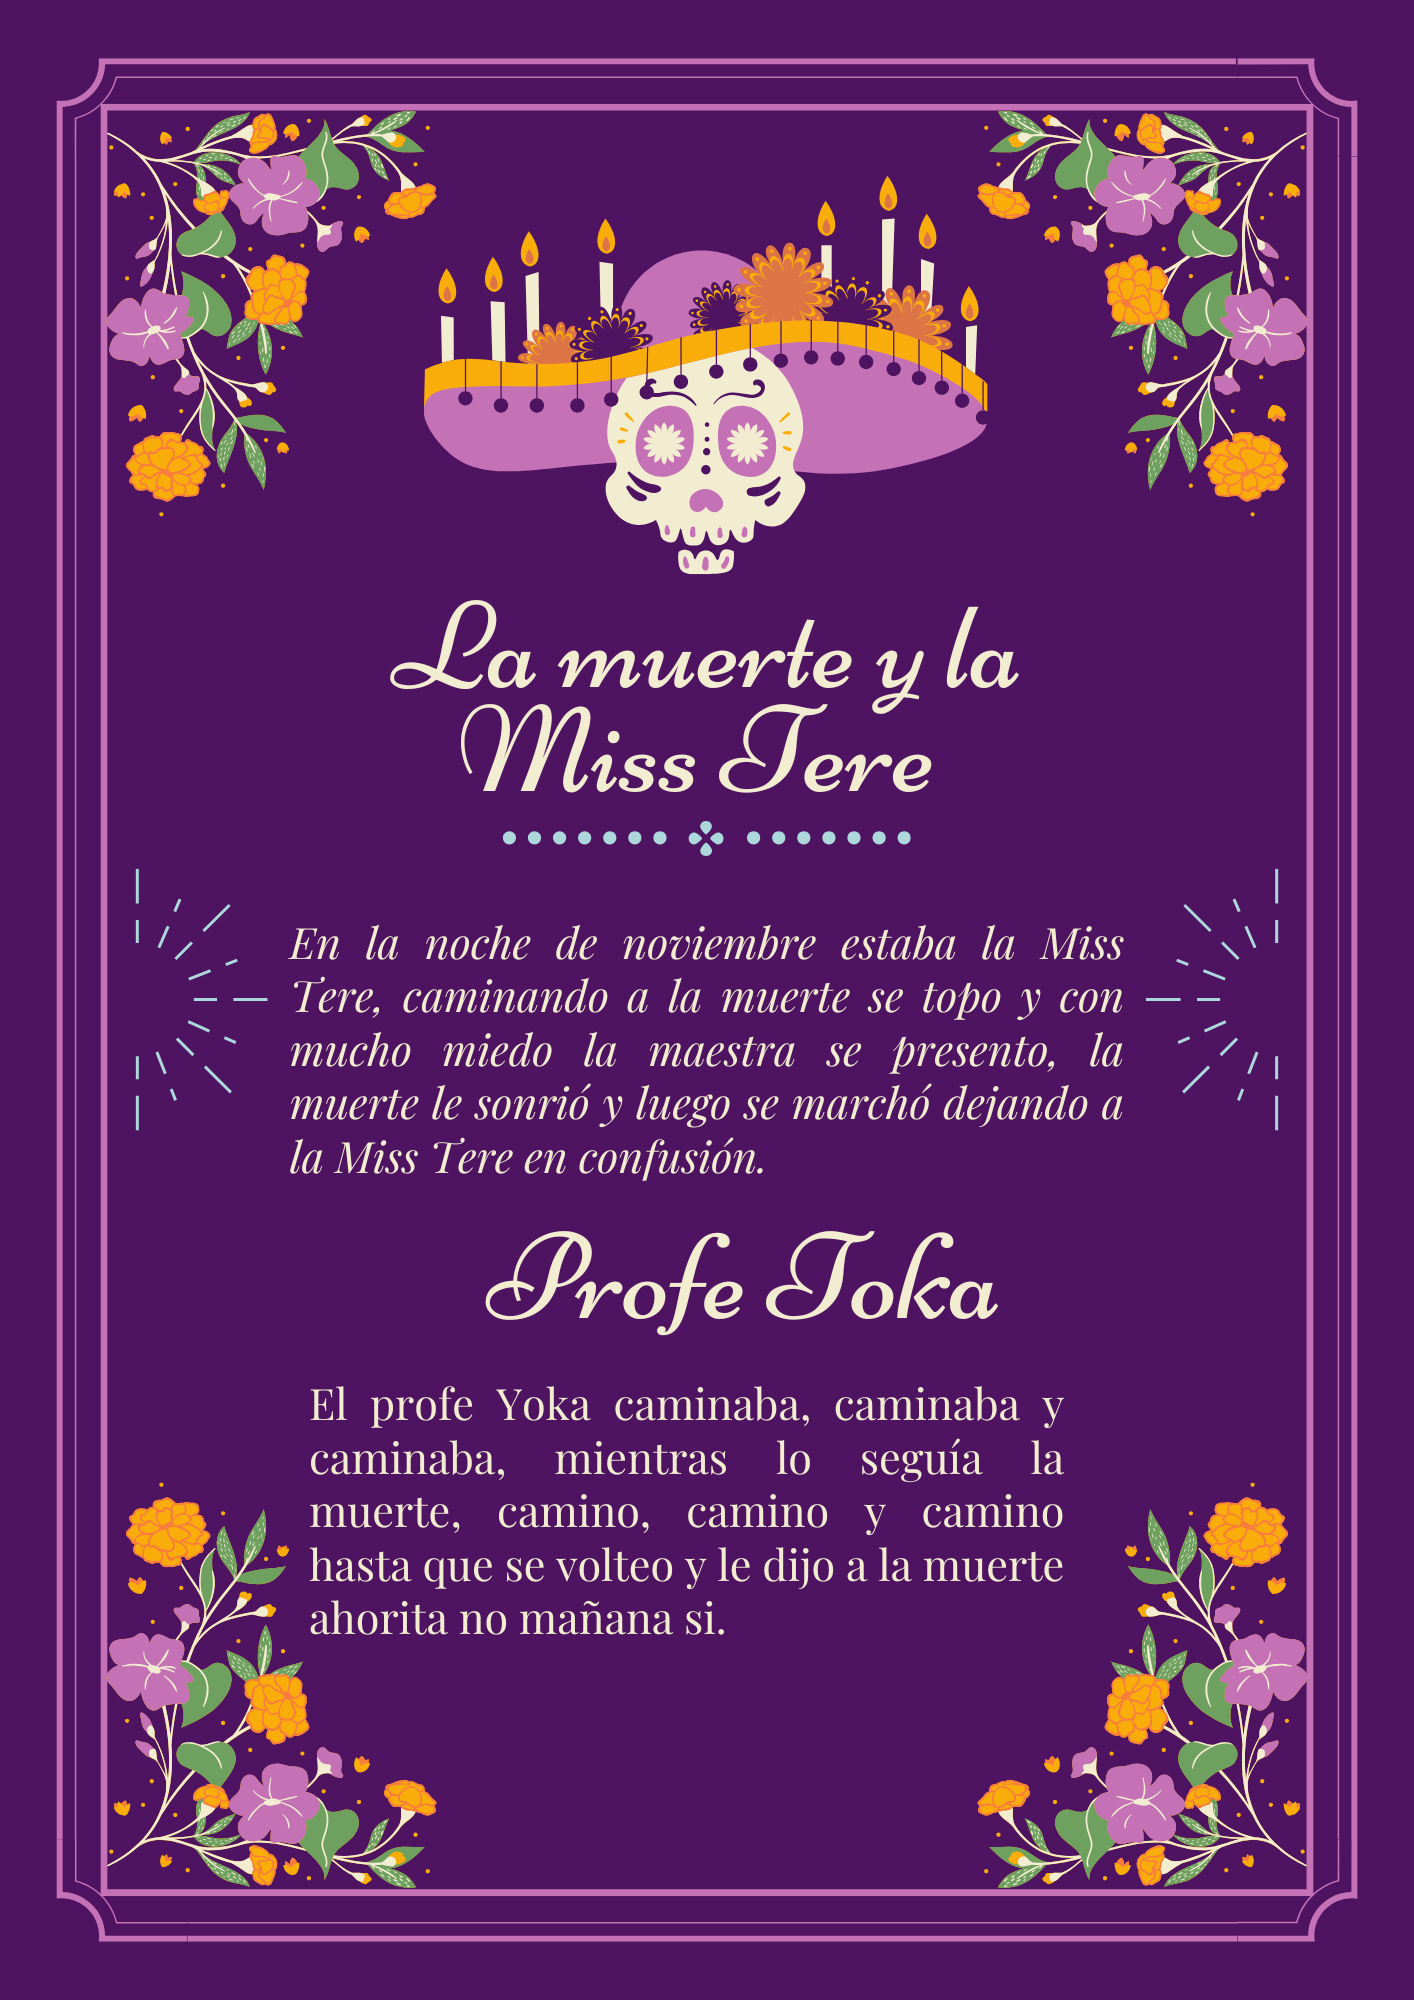 La muerte y la
Miss Tere
En la noche de noviembre estaba la Miss
Tere, caminando a la muerte se topo y con
mucho miedo la maestra se presento, la
muerte le sonrió y luego se marchó dejando a
la Miss Tere en confusión.
Profe Toka
El profe Yoka caminaba, caminaba y
caminaba, mientras lo seguía la
muerte, camino, camino y camino
hasta que se volteo y le dijo a la muerte
ahorita no mañana si.